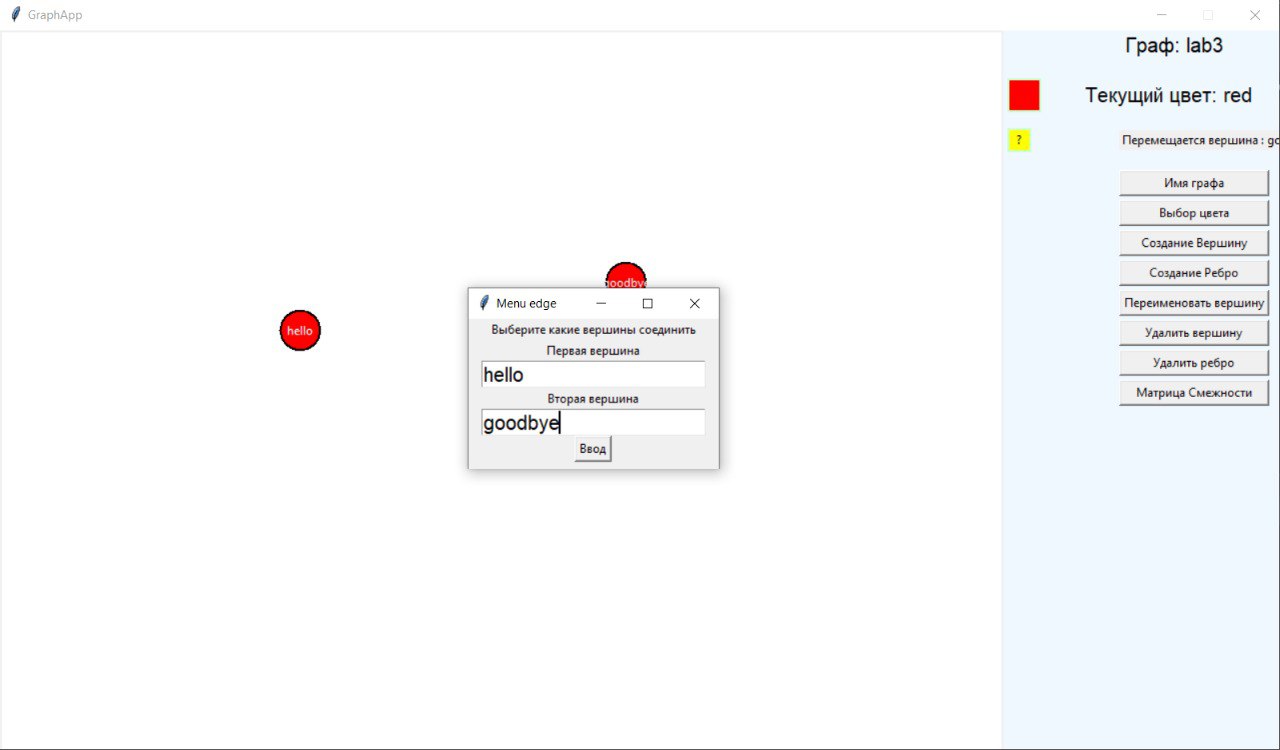 GraphApp
Граф: lab3
Текущий цвет: red
?
Перемещается вершина : go
Имя графа
Выбор цвета
Создание Вершину
Создание Ребро
Переименовать вершину
Удалить вершину
Удалить ребро
Матрица Смежности
hello
goodbye
Menu edge
Выберите какие вершины соединить
Первая вершина
hello
Вторая вершина
goodbye
Ввод